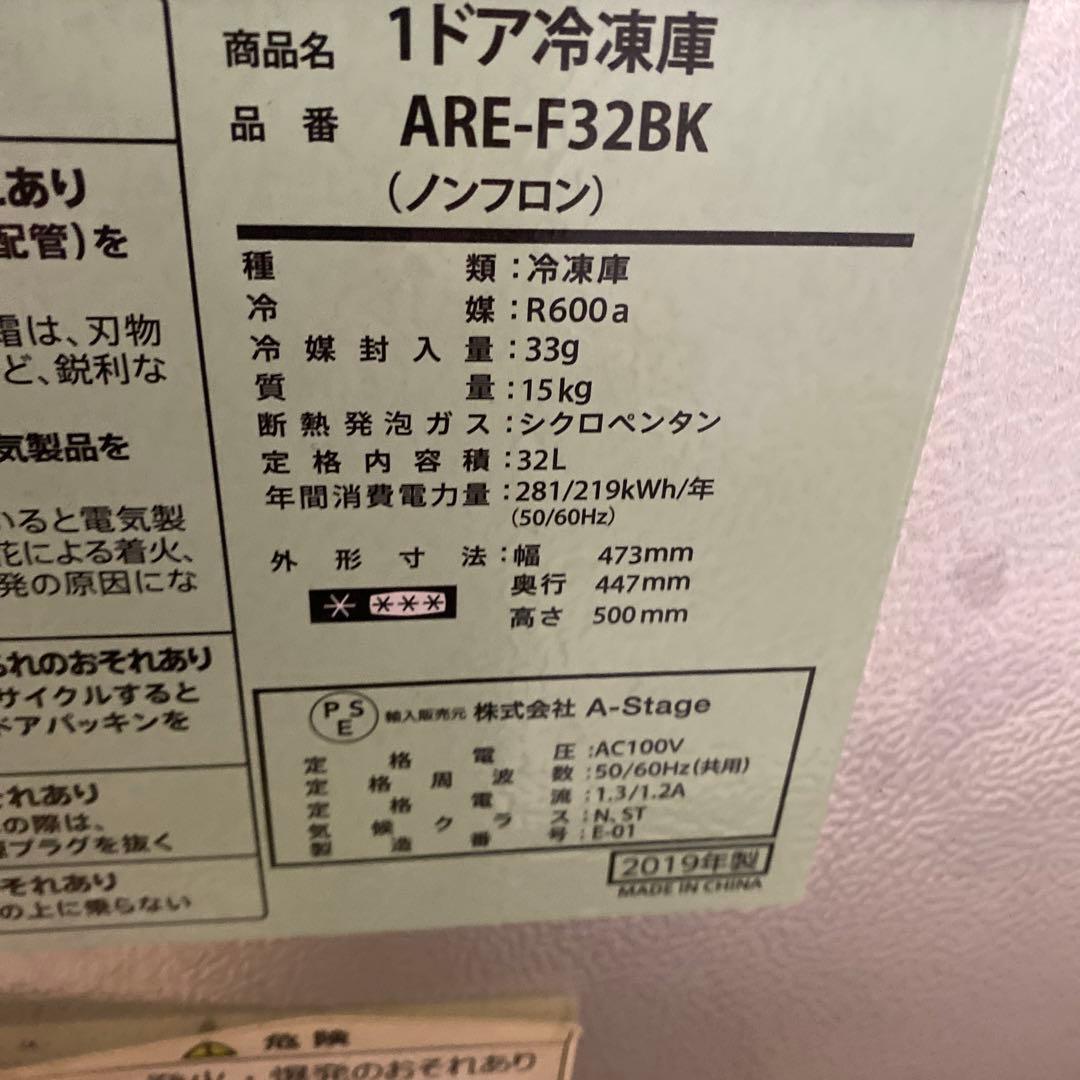 商品名 1ドア冷凍庫
品番 ARE-F32BK
(ノンフロン)
種類:冷凍庫
冷媒:R600a
冷媒封入量:33g
質量:15kg
断熱発泡ガス:シクロペンタン
定格内容積:32L
年間消費電力量:281/219kWh/年
(50/60Hz)
外形寸法:幅 473mm
奥行 447mm
高さ 500mm
* ***
PSE 輸入販売元 株式会社 A-Stage
定格電圧:AC100V
定格周波数:50/60Hz(共用)
定格電流:1.3/1.2A
気候クラス:N、ST
製造番号:E-01
2019年製
MADE IN CHINA
れあり
配管)を
霜は、刃物
ど、鋭利な
気製品を
いると電気製
花による着火、
発の原因にな
られのおそれあり
サイクルすると
ドアパッキンを
それあり
の際は、
源プラグを抜く
それあり
の上に乗らない
危険
発火・爆発のおそれあり